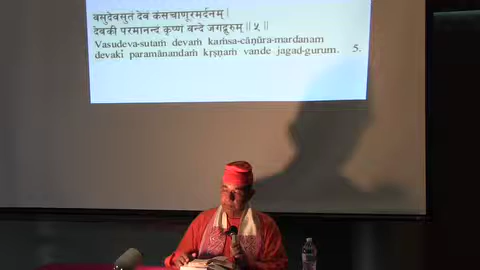 वसुदेवसुतं देवं कंसचाणूरमर्दनम्|
देवकी परमानन्दं कृष्णं वन्दे जगद्गुरुम्||५||
Vasudeva-sutaṁ devaṁ kaṁsa-cāṇūra-mardanam
devakī paramānandaṁ kṛṣṇaṁ vande jagad-gurum. 5.